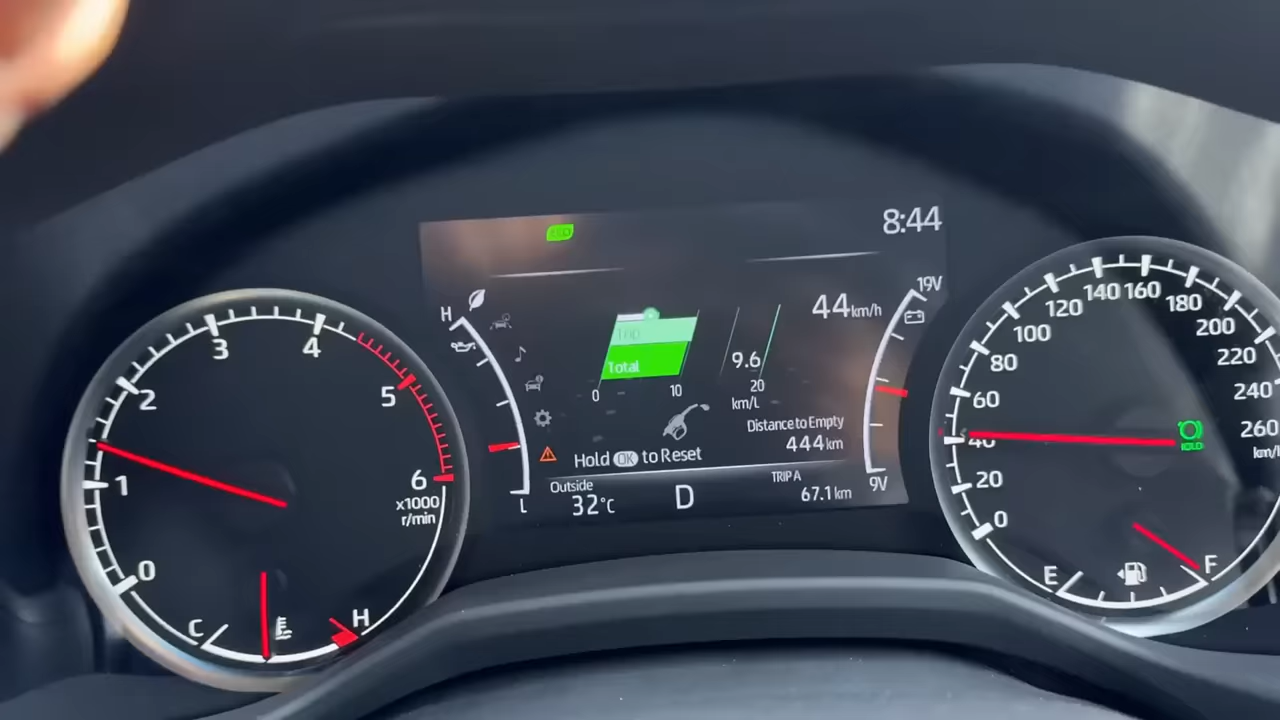 8:44
19V
H
44km/h
Total
9.6
0
10
20
km/L
Distance to Empty
444km
Hold OK to Reset
Outside
32°C
D
TRIP A
67.1km
L
9V
0
1
2
3
4
5
6
x1000
r/min
C
H
0
20
40
60
80
100
120
140
160
180
200
220
240
260
HOLD
E
F